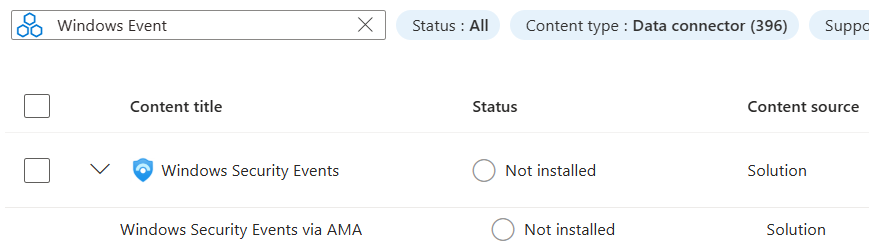 Windows Event Status : All Content type : Data connector (396) Suppo
Content title Status Content source
Windows Security Events Not installed Solution
Windows Security Events via AMA Not installed Solution